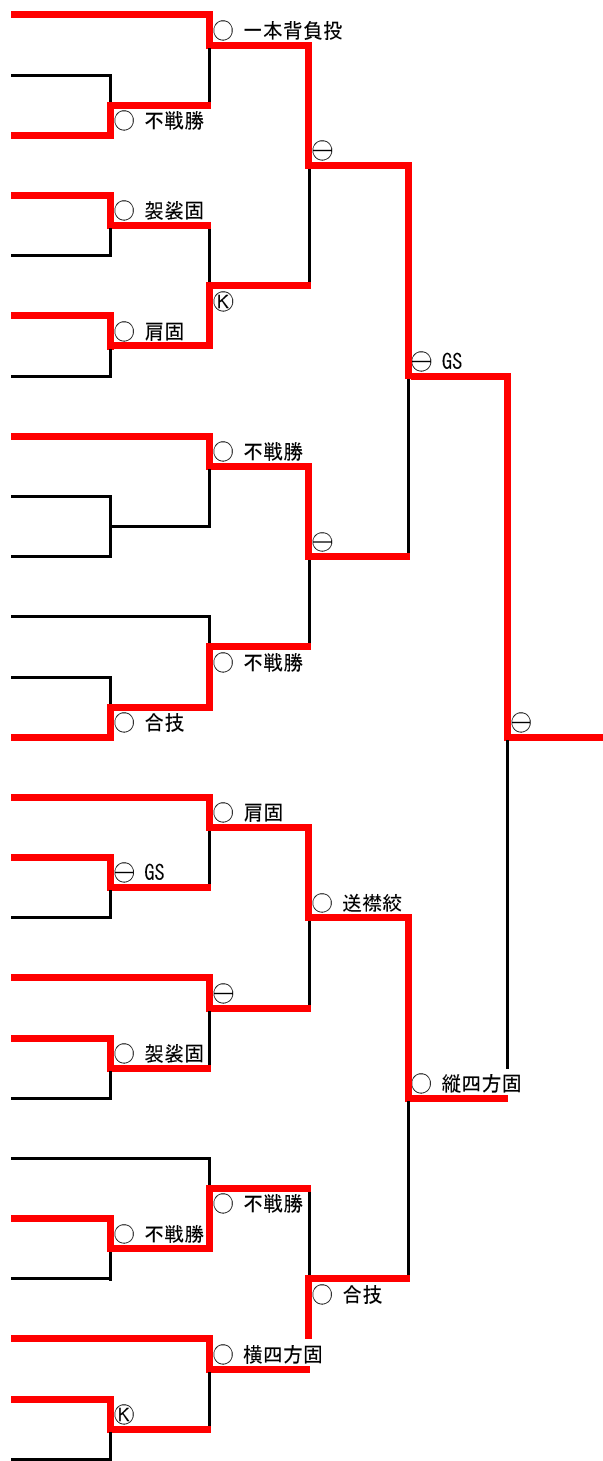 ○ 一本背負投
○ 不戦勝
⊖
○ 袈裟固
Ⓚ
○ 肩固
⊖ GS
○ 不戦勝
⊖
○ 不戦勝
○ 合技
⊖
○ 肩固
⊖ GS
○ 送襟絞
⊖
○ 袈裟固
○ 縦四方固
○ 不戦勝
○ 不戦勝
○ 合技
○ 横四方固
Ⓚ